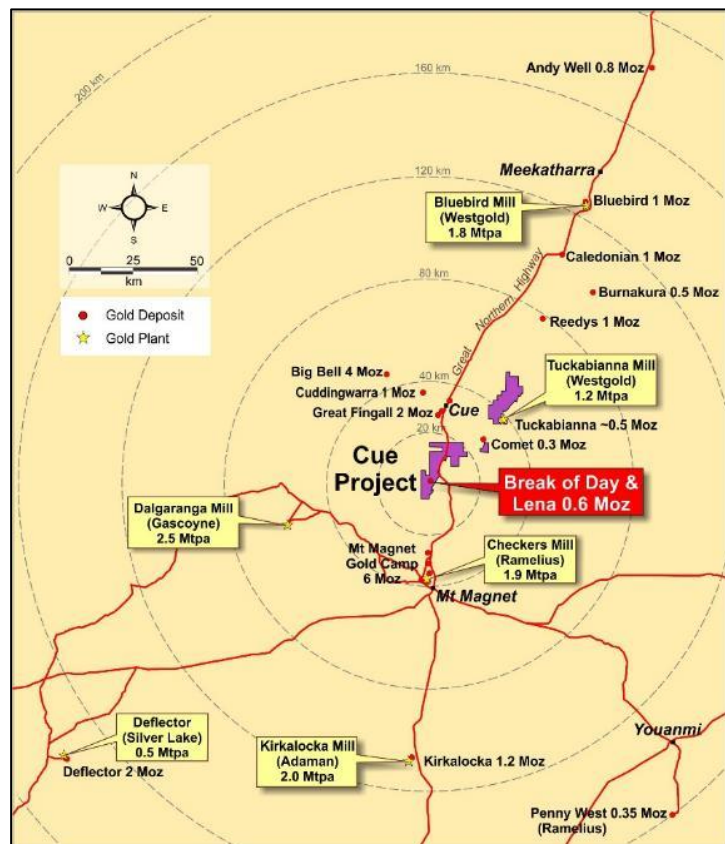 200 km
160 km
Andy Well 0.8 Moz
N
W E
S
0 25 50
km
Gold Deposit
Gold Plant
120 km
Meekatharra
Bluebird Mill
(Westgold)
1.8 Mtpa
Bluebird 1 Moz
Caledonian 1 Moz
80 km
Great Northern Highway
Burnakura 0.5 Moz
Reedys 1 Moz
Big Bell 4 Moz
40 km
Cuddingwarra 1 Moz
Great Fingall 2 Moz
Cue
Tuckabianna Mill
(Westgold)
1.2 Mtpa
Tuckabianna ~0.5 Moz
20 km
Comet 0.3 Moz
Cue
Project
Break of Day &
Lena 0.6 Moz
Dalgaranga Mill
(Gascoyne)
2.5 Mtpa
Mt Magnet
Gold Camp
6 Moz
Checkers Mill
(Ramelius)
1.9 Mtpa
Mt Magnet
Deflector
(Silver Lake)
0.5 Mtpa
Deflector 2 Moz
Kirkalocka Mill
(Adaman)
2.0 Mtpa
Kirkalocka 1.2 Moz
Youanmi
Penny West 0.35 Moz
(Ramelius)